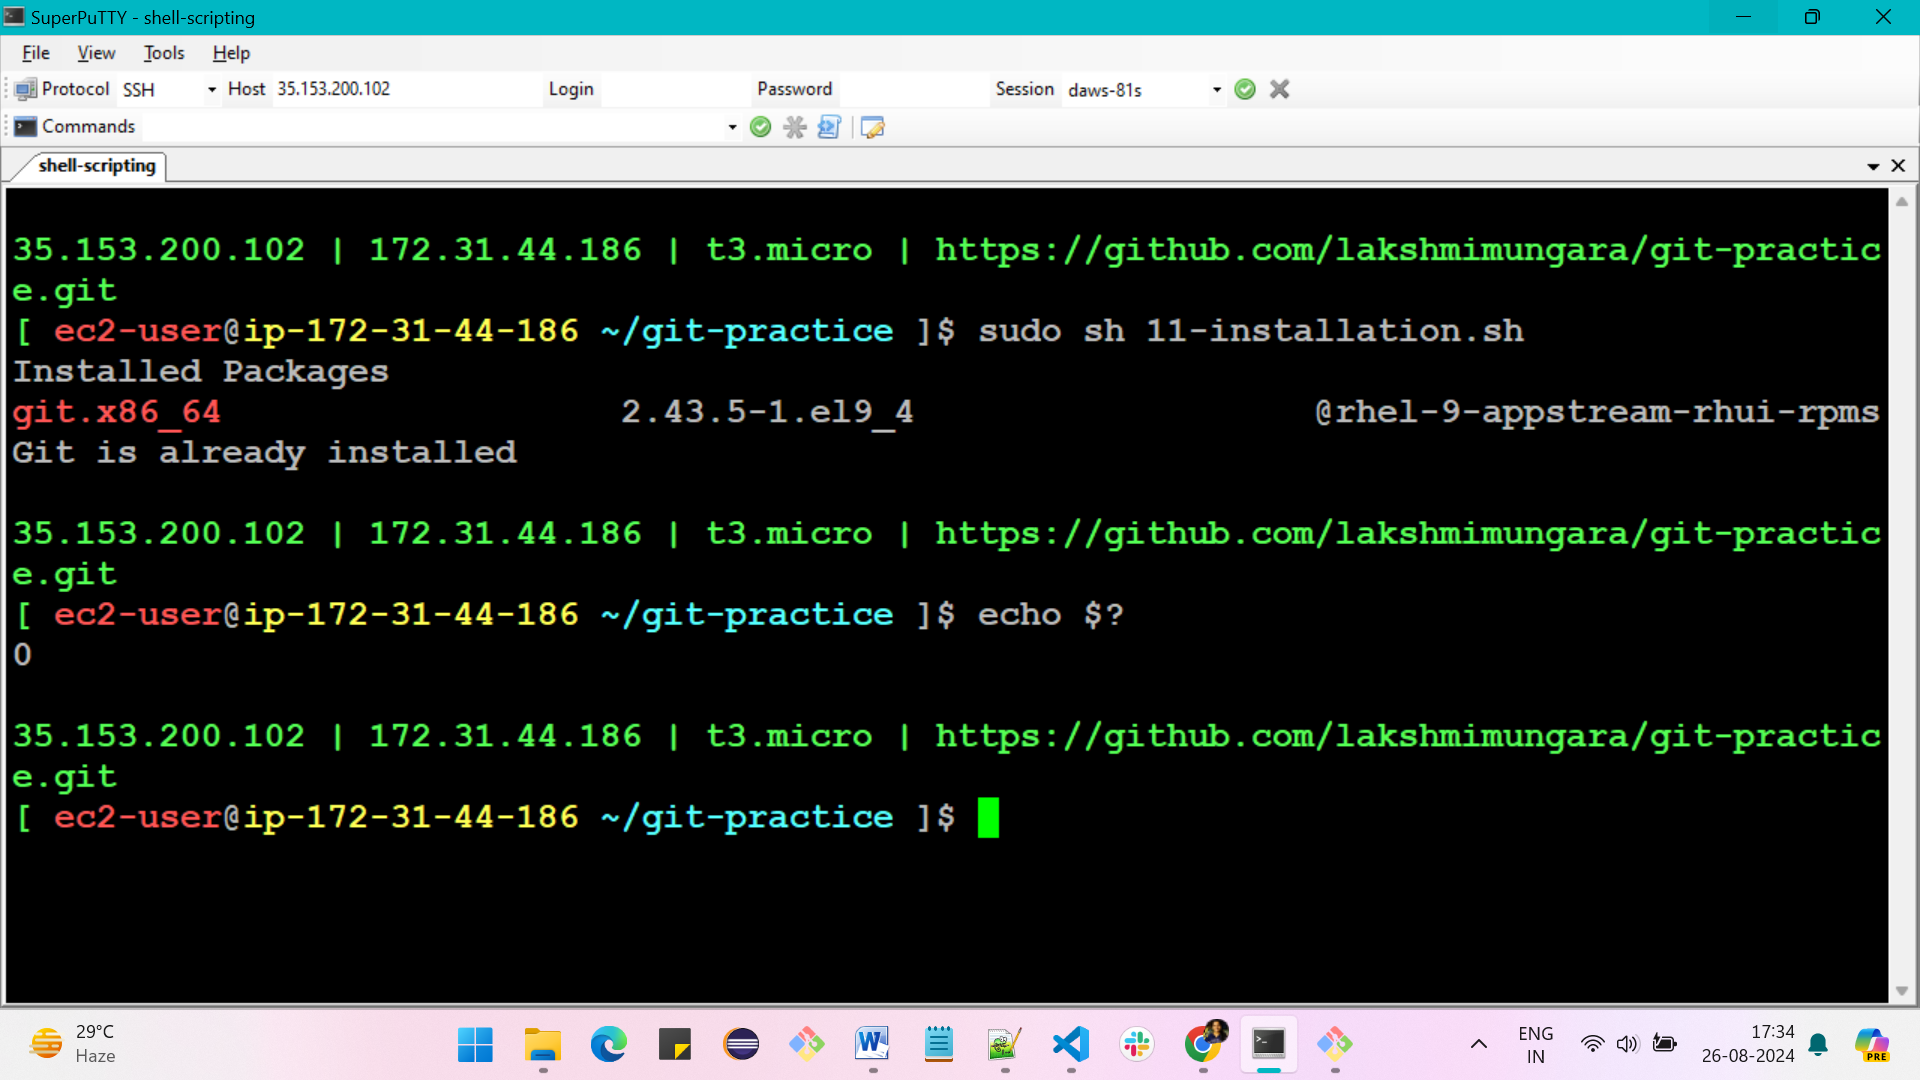 SuperPuTTY - shell-scripting
File View Tools Help
Protocol SSH Host 35.153.200.102 Login Password Session daws-81s
Commands
shell-scripting
35.153.200.102 | 172.31.44.186 | t3.micro | https://github.com/lakshmimungara/git-practic
e.git
[ ec2-user@ip-172-31-44-186 ~/git-practice ]$ sudo sh 11-installation.sh
Installed Packages
git.x86_64 2.43.5-1.el9_4 @rhel-9-appstream-rhui-rpms
Git is already installed
35.153.200.102 | 172.31.44.186 | t3.micro | https://github.com/lakshmimungara/git-practic
e.git
[ ec2-user@ip-172-31-44-186 ~/git-practice ]$ echo $?
0
35.153.200.102 | 172.31.44.186 | t3.micro | https://github.com/lakshmimungara/git-practic
e.git
[ ec2-user@ip-172-31-44-186 ~/git-practice ]$
29°C
Haze
ENG
IN
17:34
26-08-2024
PRE